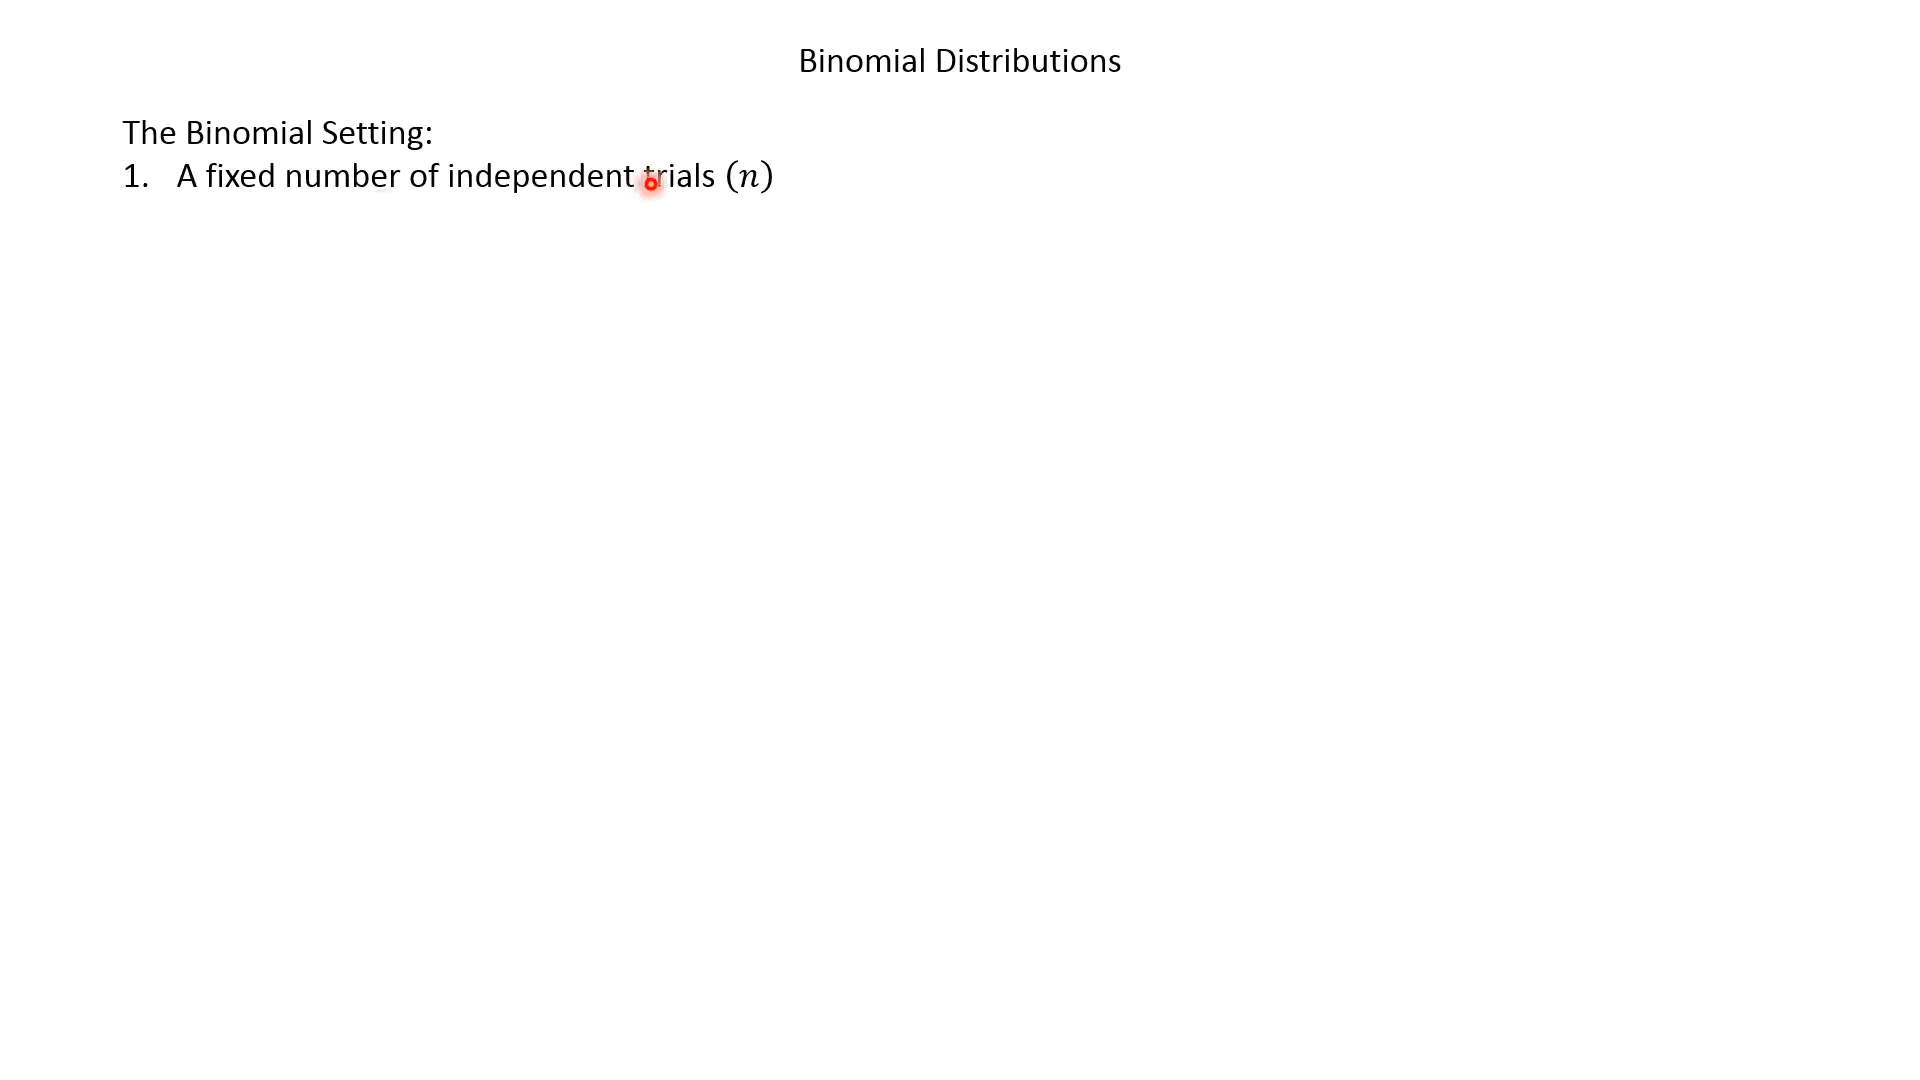 Binomial Distributions
The Binomial Setting:
1. A fixed number of independent trials (n)